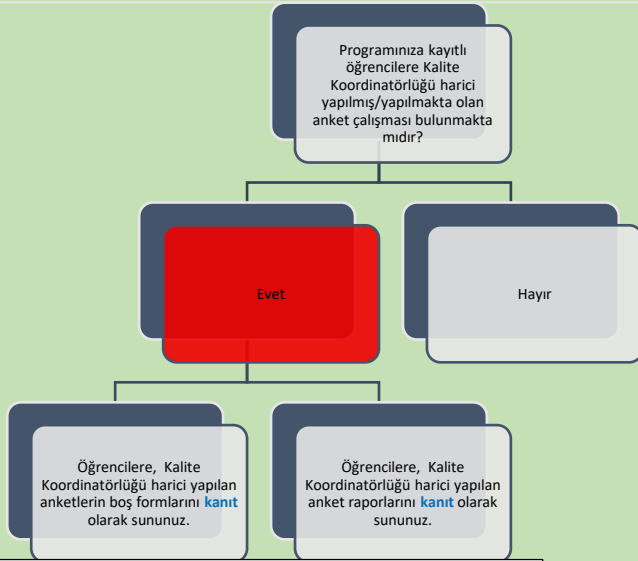 Programınıza kayıtlı
öğrencilere Kalite
Koordinatörlüğü harici
yapılmış/yapılmakta olan
anket çalışması bulunmakta
mıdır?
Evet
Hayır
Öğrencilere, Kalite
Koordinatörlüğü harici yapılan
anketlerin boş formlarını kanıt
olarak sununuz.
Öğrencilere, Kalite
Koordinatörlüğü harici yapılan
anket raporlarını kanıt olarak
sununuz.